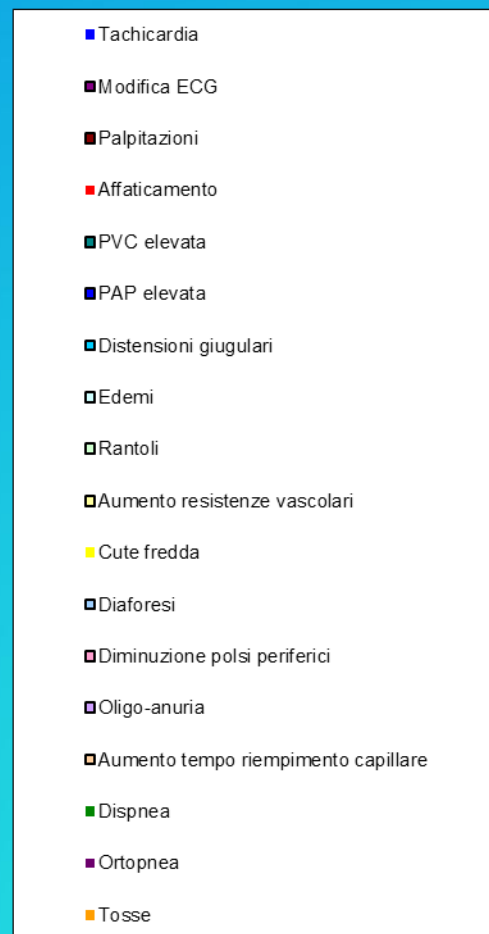 Tachicardia
Modifica ECG
Palpitazioni
Affaticamento
PVC elevata
PAP elevata
Distensioni giugulari
Edemi
Rantoli
Aumento resistenze vascolari
Cute fredda
Diaforesi
Diminuzione polsi periferici
Oligo-anuria
Aumento tempo riempimento capillare
Dispnea
Ortopnea
Tosse